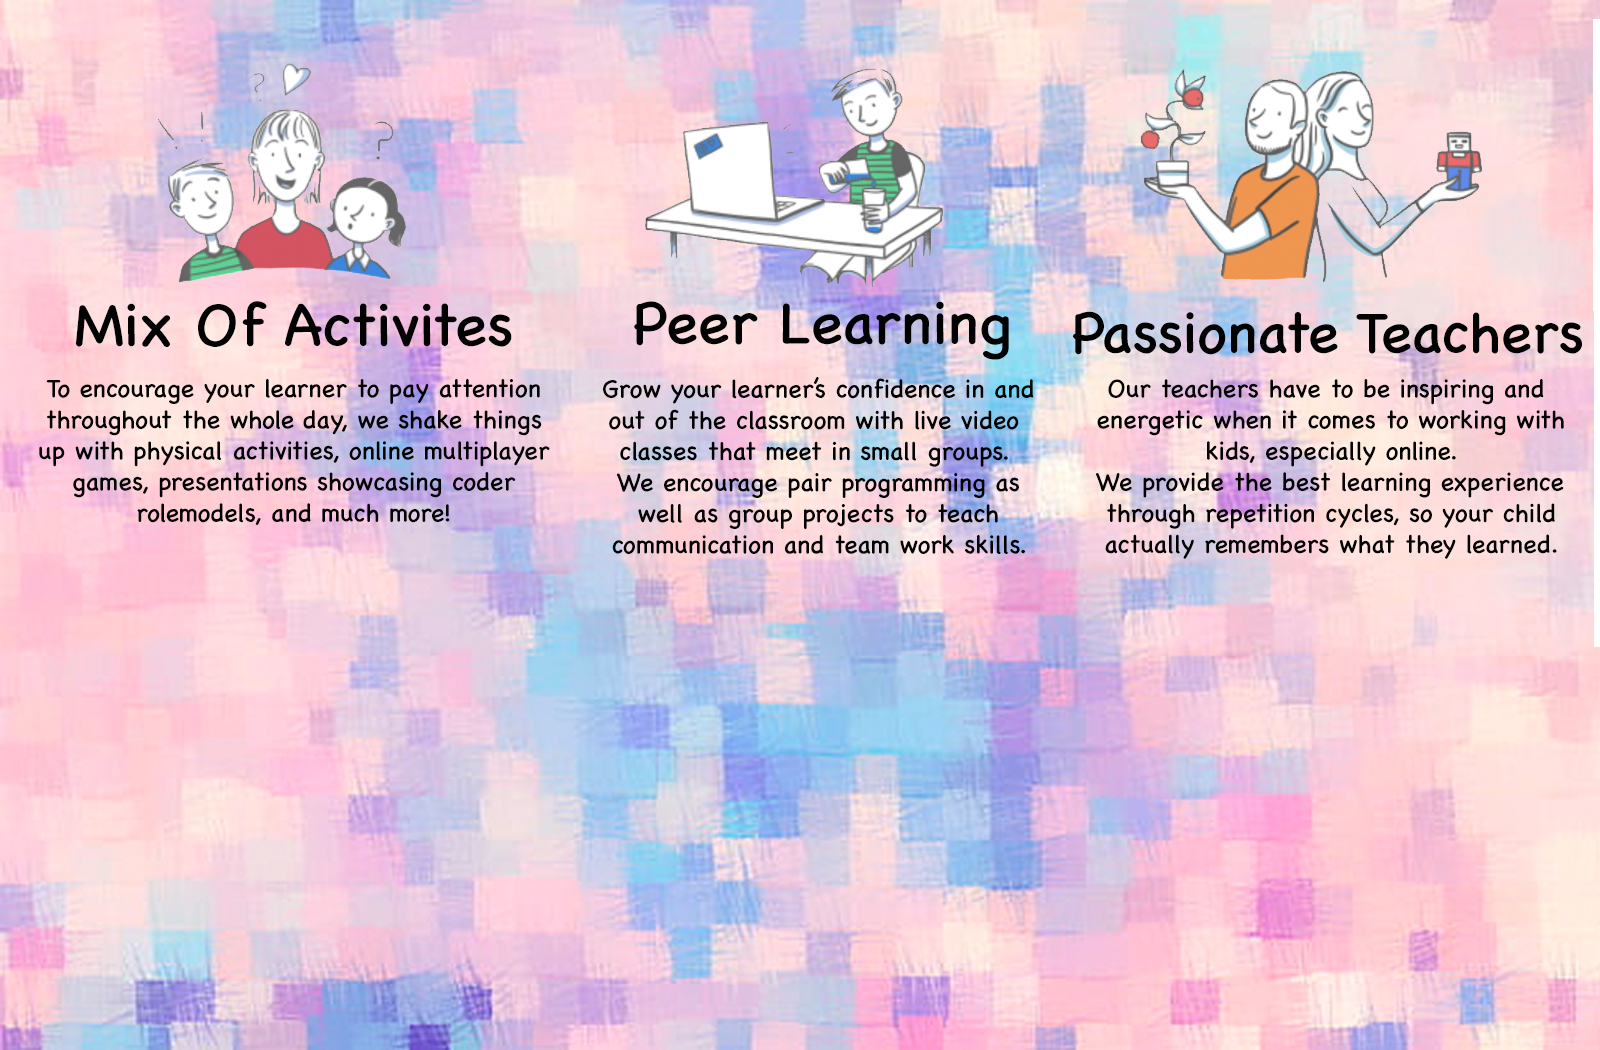 Mix Of Activites
To encourage your learner to pay attention
throughout the whole day, we shake things
up with physical activities, online multiplayer
games, presentations showcasing coder
rolemodels, and much more!
Peer Learning
Grow your learner's confidence in and
out of the classroom with live video
classes that meet in small groups.
We encourage pair programming as
well as group projects to teach
communication and team work skills.
Passionate Teachers
Our teachers have to be inspiring and
energetic when it comes to working with
kids, especially online.
We provide the best learning experience
through repetition cycles, so your child
actually remembers what they learned.